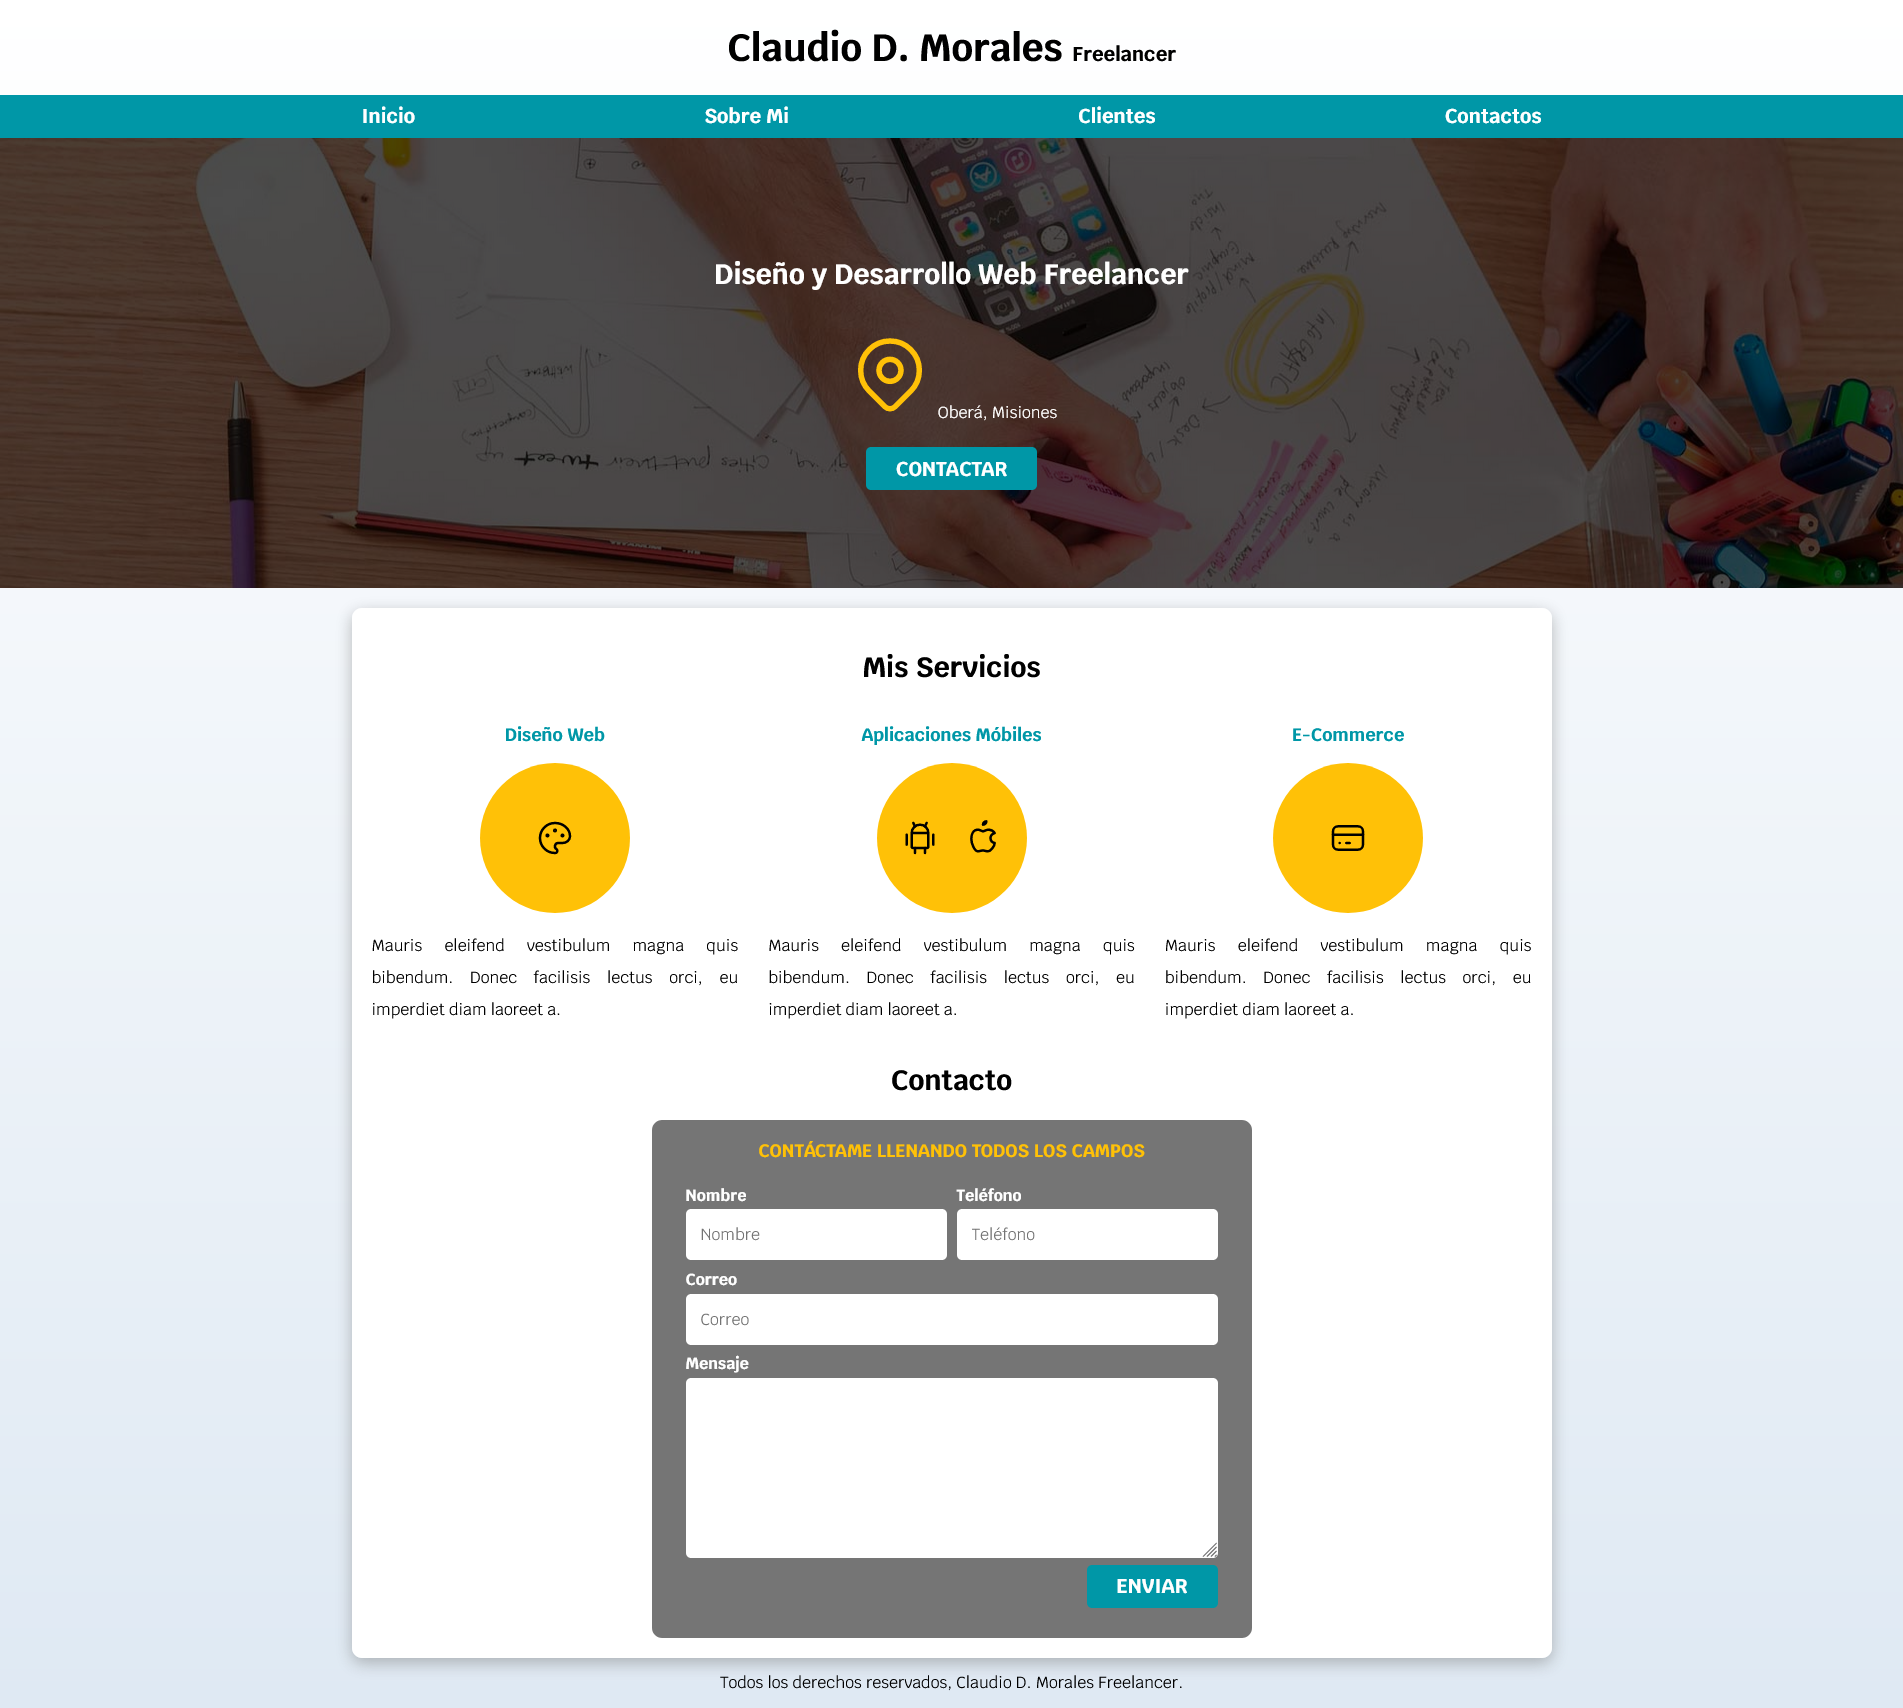 Claudio D. Morales Freelancer
Inicio Sobre Mi Clientes Contactos
Diseño y Desarrollo Web Freelancer
Oberá, Misiones
CONTACTAR
Mis Servicios
Diseño Web
Mauris eleifend vestibulum magna quis
bibendum. Donec facilisis lectus orci, eu
imperdiet diam laoreet a.
Aplicaciones Móbiles
Mauris eleifend vestibulum magna quis
bibendum. Donec facilisis lectus orci, eu
imperdiet diam laoreet a.
E-Commerce
Mauris eleifend vestibulum magna quis
bibendum. Donec facilisis lectus orci, eu
imperdiet diam laoreet a.
Contacto
CONTÁCTAME LLENANDO TODOS LOS CAMPOS
Nombre
Nombre
Teléfono
Teléfono
Correo
Correo
Mensaje
ENVIAR
Todos los derechos reservados, Claudio D. Morales Freelancer.